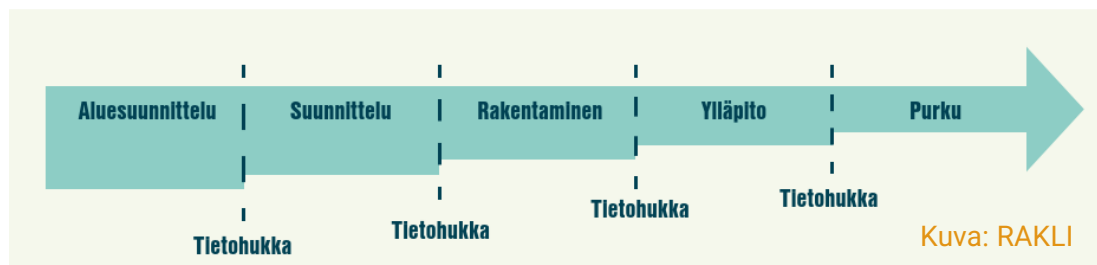 Aluesuunnittelu
Suunnittelu
Rakentaminen
Ylläpito
Purku
Tietohukka
Tietohukka
Tietohukka
Tietohukka
Kuva: RAKLI